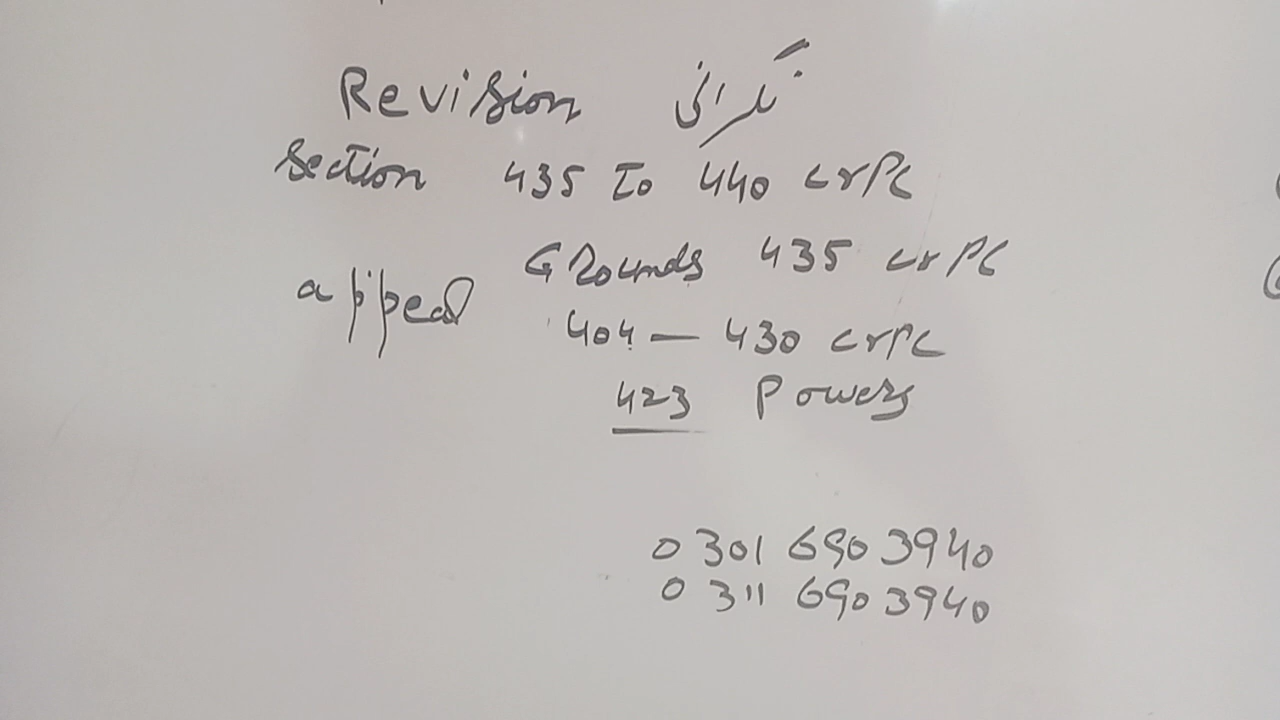 Revision نگرانی
Section 435 To 440 CrPC
Grounds 435 CrPC
appeal 404 — 430 CrPC
423 Powers
0301 6903940
0311 6903940